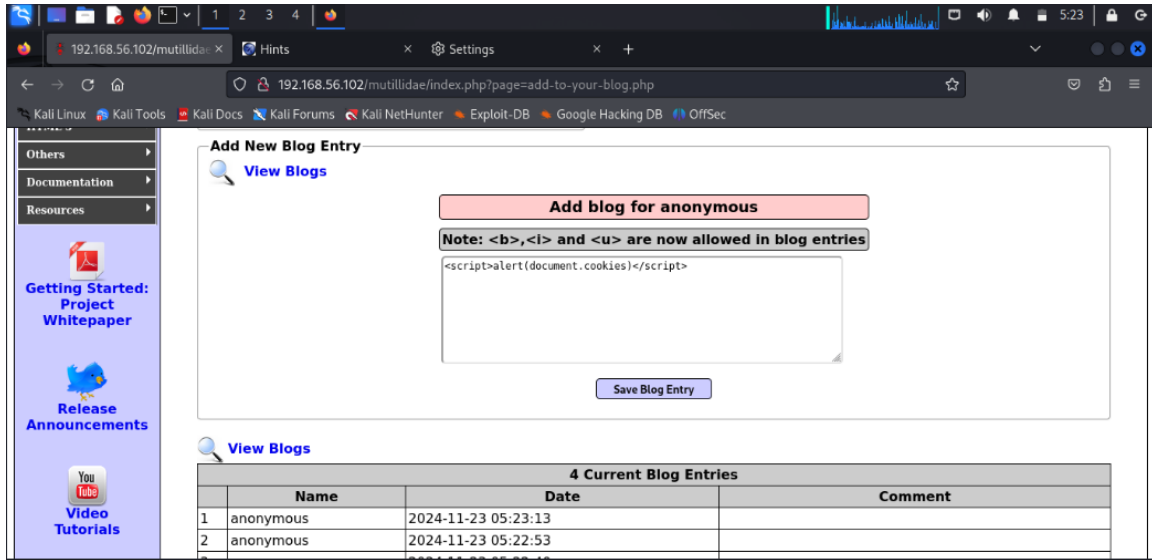 1 2 3 4
5:23
192.168.56.102/mutillidae
Hints
Settings
192.168.56.102/mutillidae/index.php?page=add-to-your-blog.php
Kali Linux Kali Tools Kali Docs Kali Forums Kali NetHunter Exploit-DB Google Hacking DB OffSec
Others
Documentation
Resources
Getting Started:
Project
Whitepaper
Release
Announcements
You
Tube
Video
Tutorials
Add New Blog Entry
View Blogs
Add blog for anonymous
Note: <b>,<i> and <u> are now allowed in blog entries
<script>alert(document.cookies)</script>
Save Blog Entry
View Blogs
4 Current Blog Entries
Name Date Comment
1 anonymous 2024-11-23 05:23:13
2 anonymous 2024-11-23 05:22:53